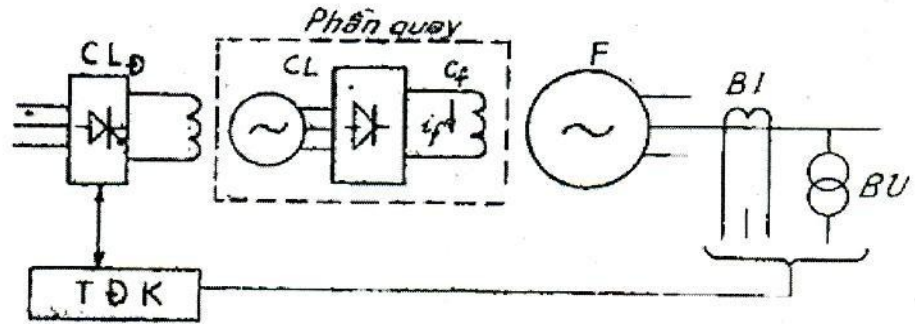 Phần quay
CLĐ
CL
Cf
if
F
BI
BU
TĐK